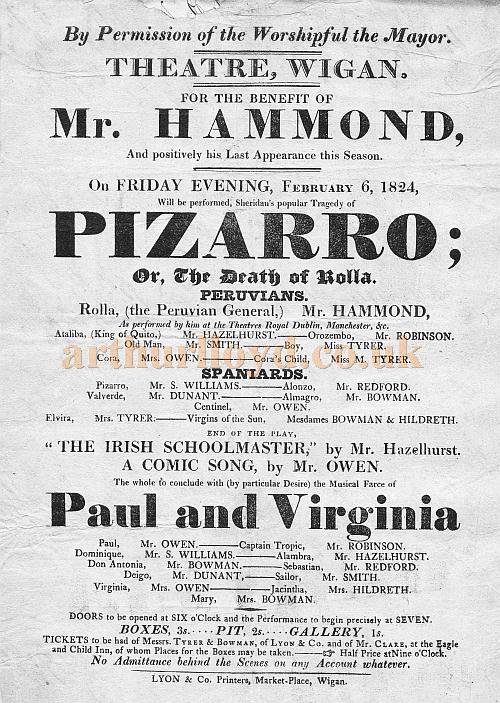 By Permission of the Worshipful the Mayor.
THEATRE, WIGAN.
FOR THE BENEFIT OF
Mr. HAMMOND,
And positively his Last Appearance this Season.
On FRIDAY EVENING, FEBRUARY 6, 1824,
Will be performed, Sheridan's popular Tragedy of
PIZARRO;
Or, The Death of Rolla.
PERUVIANS.
Rolla, (the Peruvian General,) Mr. HAMMOND,
As performed by him at the Theatres Royal Dublin, Manchester, &c.
Ataliba, (King of Quito,) Mr. HAZELHURST.——Orozembo, Mr. ROBINSON.
Old Man, Mr. SMITH.——Boy, Miss TYRER.
arthurlloyd.co.uk
Cora, Mrs. OWEN.——Cora's Child, Miss M. TYRER.
SPANIARDS.
Pizarro, Mr. S. WILLIAMS.——Alonzo, Mr. REDFORD.
Valverde, Mr. DUNANT.——Almagro, Mr. BOWMAN.
Centinel, Mr. OWEN.
Elvira, Mrs. TYRER.——Virgins of the Sun, Mesdames BOWMAN & HILDRETH.
END OF THE PLAY,
"THE IRISH SCHOOLMASTER," by Mr. Hazelhurst.
A COMIC SONG, by Mr. OWEN.
The whole to conclude with (by particular Desire) the Musical Farce of
Paul and Virginia
Paul, Mr. OWEN.——Captain Tropic, Mr. ROBINSON.
Dominique, Mr. S. WILLIAMS.——Alambra, Mr. HAZELHURST.
Don Antonia, Mr. BOWMAN.——Sebastian, Mr. REDFORD.
Deigo, Mr. DUNANT,——Sailor, Mr. SMITH.
Virginia, Mrs. OWEN——Jacintha, Mrs. HILDRETH.
Mary, Mrs. BOWMAN.
DOORS to be opened at SIX o'Clock and the Performance to begin precisely at SEVEN.
BOXES, 3s.····PIT, 2s.····GALLERY, 1s.
TICKETS to be had of Messrs. TYRER & BOWMAN, of LYON & Co. and of Mr. CLARE, at the Eagle
and Child Inn, of whom Places for the Boxes may be taken.——☞ Half Price at Nine o'Clock.
No Admittance behind the Scenes on any Account whatever.
LYON & Co. Printers, Market-Place, Wigan.